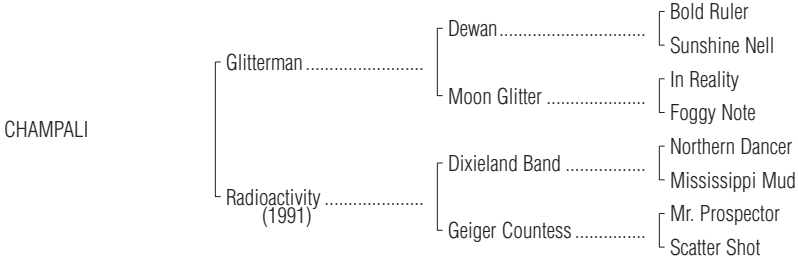 Bold Ruler
Dewan..............................
Sunshine Nell
Glitterman ........................
In Reality
Moon Glitter ....................
Foggy Note
CHAMPALI
Northern Dancer
Dixieland Band ................
Mississippi Mud
Radioactivity ....................
(1991)
Mr. Prospector
Geiger Countess ..............
Scatter Shot